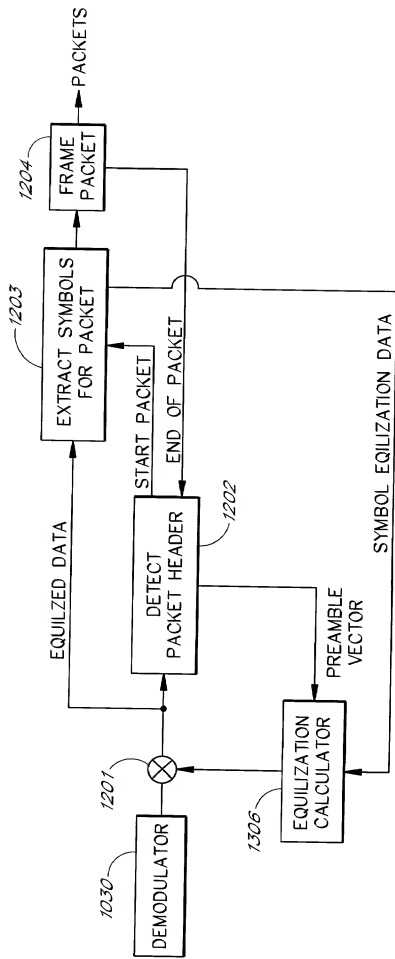 1030
DEMODULATOR
1201
EQUILZED DATA
DETECT
PACKET HEADER
1202
START PACKET
END OF PACKET
1203
EXTRACT SYMBOLS
FOR PACKET
1204
FRAME
PACKET
PACKETS
1306
EQUILIZATION
CALCULATOR
PREAMBLE
VECTOR
SYMBOL EQILIZATION DATA